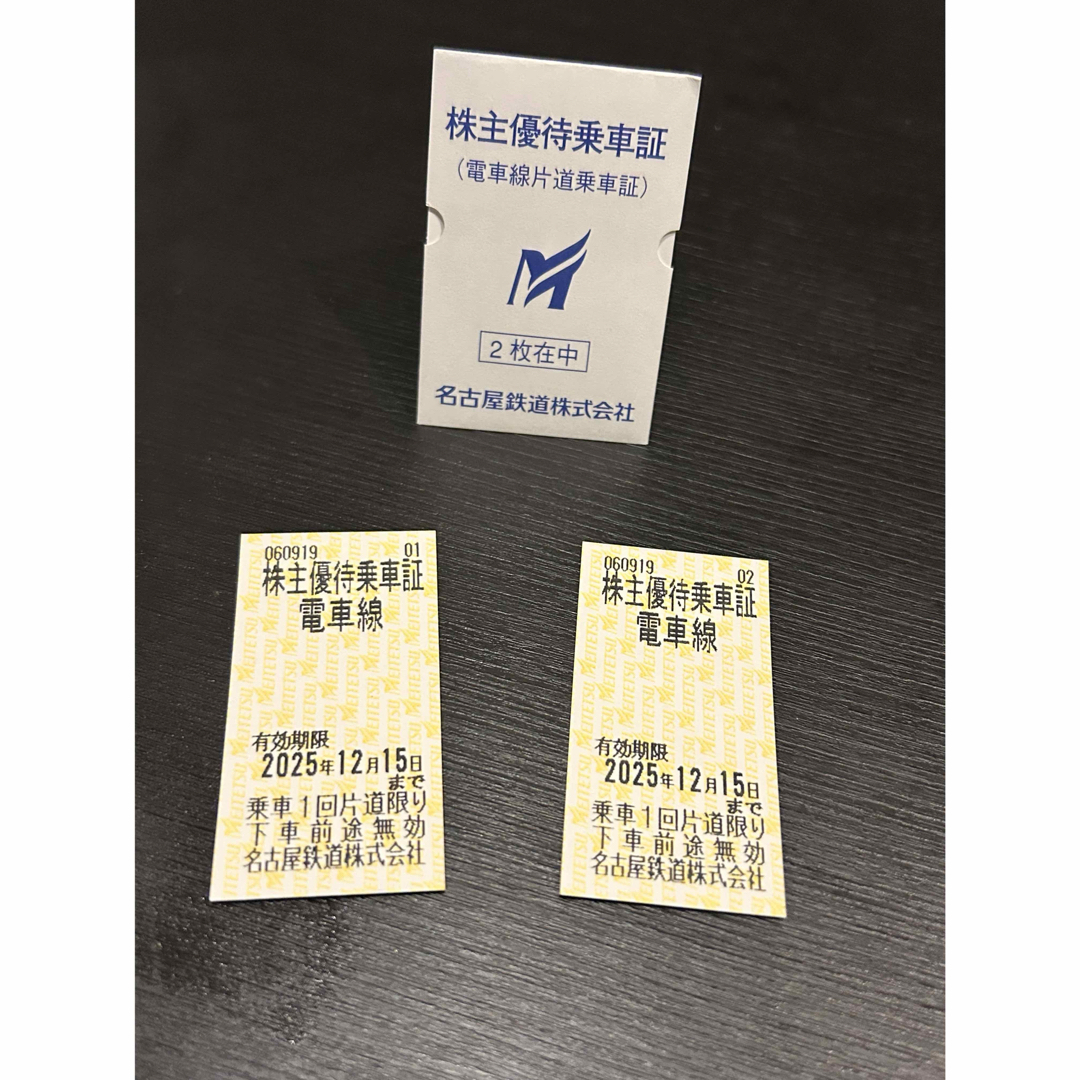 株主優待乗車証
（電車線片道乗車証）
2枚在中
名古屋鉄道株式会社
060919 01
株主優待乗車証
電車線
有効期限
2025年12月15日
まで
乗車1回片道限り
下車前途無効
名古屋鉄道株式会社
060919 02
株主優待乗車証
電車線
有効期限
2025年12月15日
まで
乗車1回片道限り
下車前途無効
名古屋鉄道株式会社